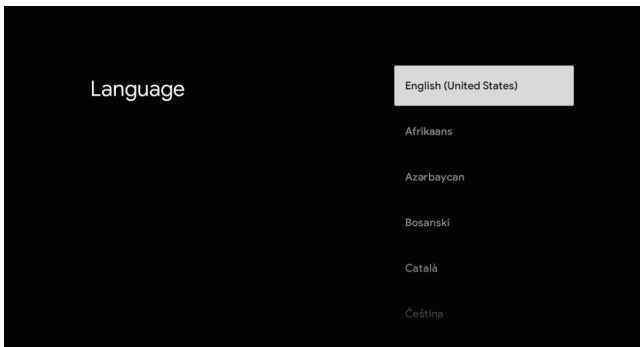 Language
English (United States)
Afrikaans
Azərbaycan
Bosanski
Català
Čeština